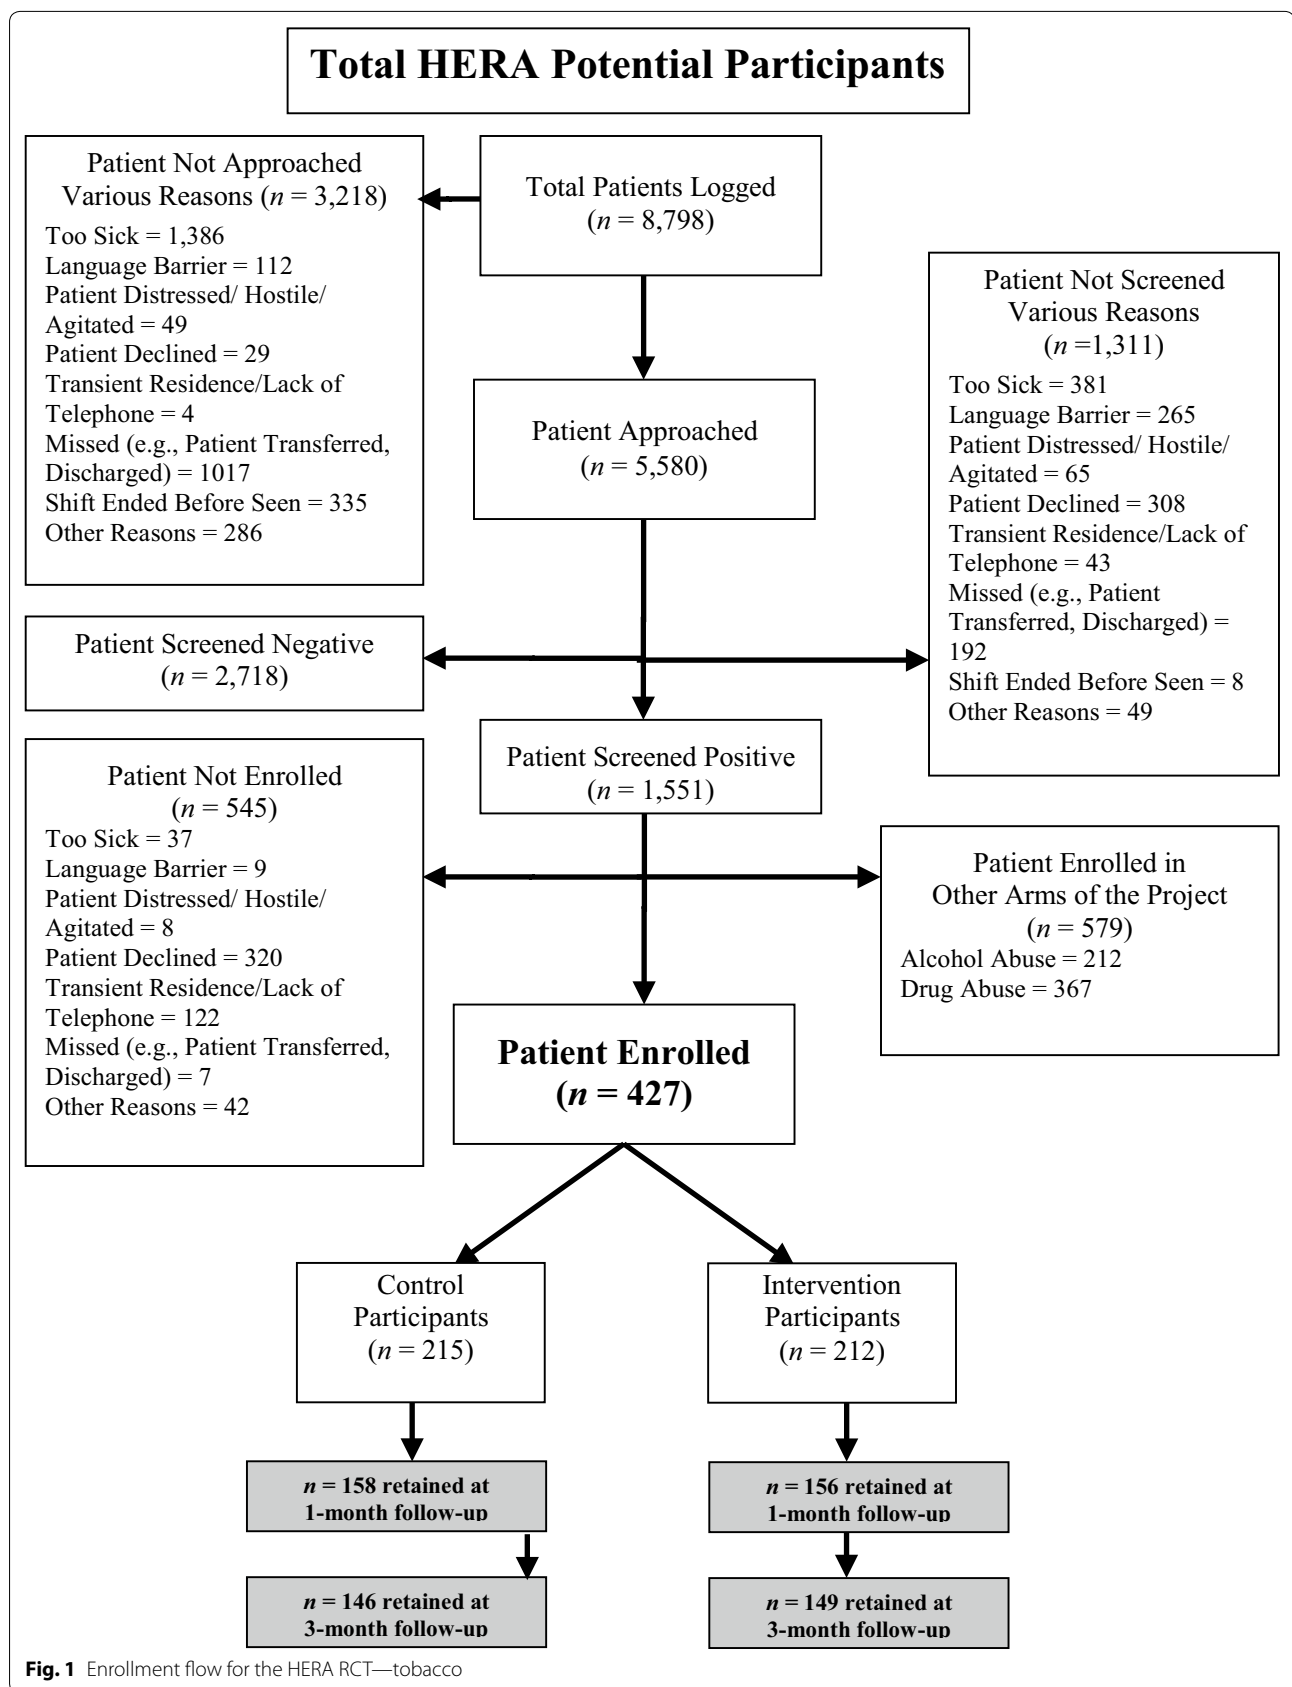 Total HERA Potential Participants
Patient Not Approached
Various Reasons (n = 3,218)
Too Sick = 1,386
Language Barrier = 112
Patient Distressed/ Hostile/
Agitated = 49
Patient Declined = 29
Transient Residence/Lack of
Telephone = 4
Missed (e.g., Patient Transferred,
Discharged) = 1017
Shift Ended Before Seen = 335
Other Reasons = 286
Total Patients Logged
(n = 8,798)
Patient Not Screened
Various Reasons
(n =1,311)
Too Sick = 381
Language Barrier = 265
Patient Distressed/ Hostile/
Agitated = 65
Patient Declined = 308
Transient Residence/Lack of
Telephone = 43
Missed (e.g., Patient
Transferred, Discharged) =
192
Shift Ended Before Seen = 8
Other Reasons = 49
Patient Approached
(n = 5,580)
Patient Screened Negative
(n = 2,718)
Patient Screened Positive
(n = 1,551)
Patient Not Enrolled
(n = 545)
Too Sick = 37
Language Barrier = 9
Patient Distressed/ Hostile/
Agitated = 8
Patient Declined = 320
Transient Residence/Lack of
Telephone = 122
Missed (e.g., Patient Transferred,
Discharged) = 7
Other Reasons = 42
Patient Enrolled in
Other Arms of the Project
(n = 579)
Alcohol Abuse = 212
Drug Abuse = 367
Patient Enrolled
(n = 427)
Control
Participants
(n = 215)
Intervention
Participants
(n = 212)
n = 158 retained at
1-month follow-up
n = 156 retained at
1-month follow-up
n = 146 retained at
3-month follow-up
n = 149 retained at
3-month follow-up
Fig. 1 Enrollment flow for the HERA RCT—tobacco